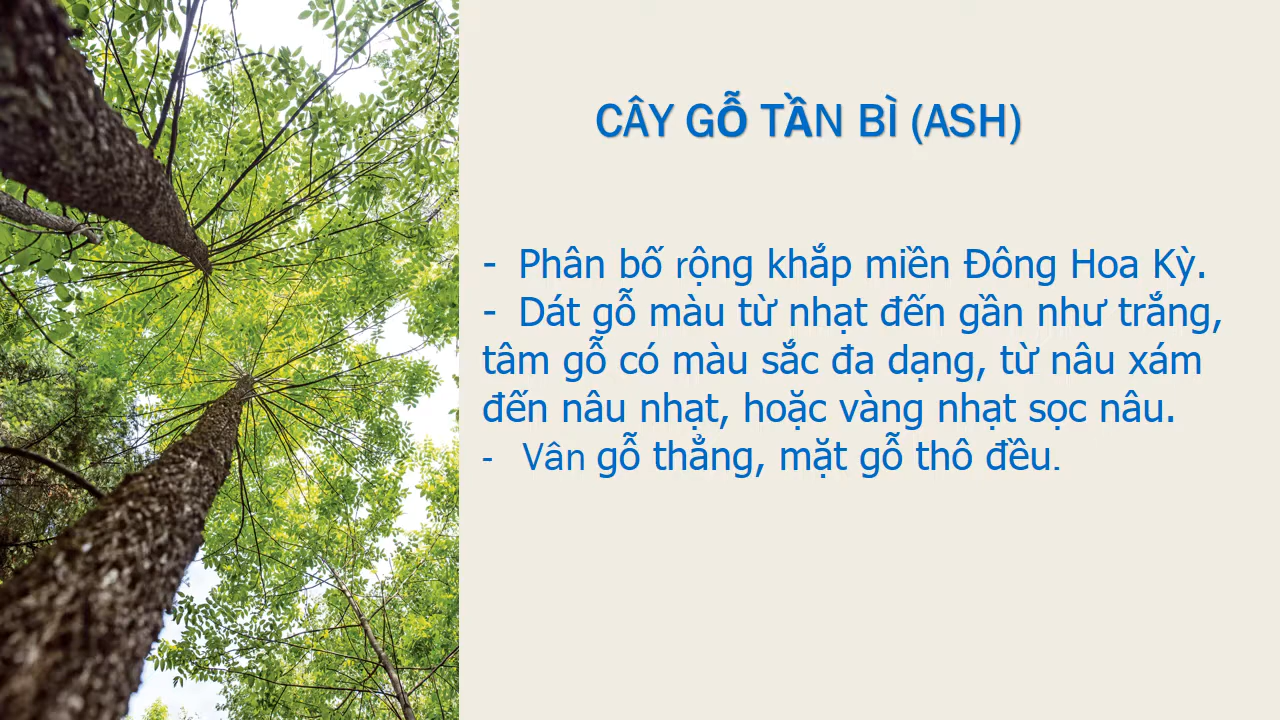 CÂY GỖ TẦN BÌ (ASH)
- Phân bố rộng khắp miền Đông Hoa Kỳ.
- Dát gỗ màu từ nhạt đến gần như trắng,
tâm gỗ có màu sắc đa dạng, từ nâu xám
đến nâu nhạt, hoặc vàng nhạt sọc nâu.
- Vân gỗ thẳng, mặt gỗ thô đều.